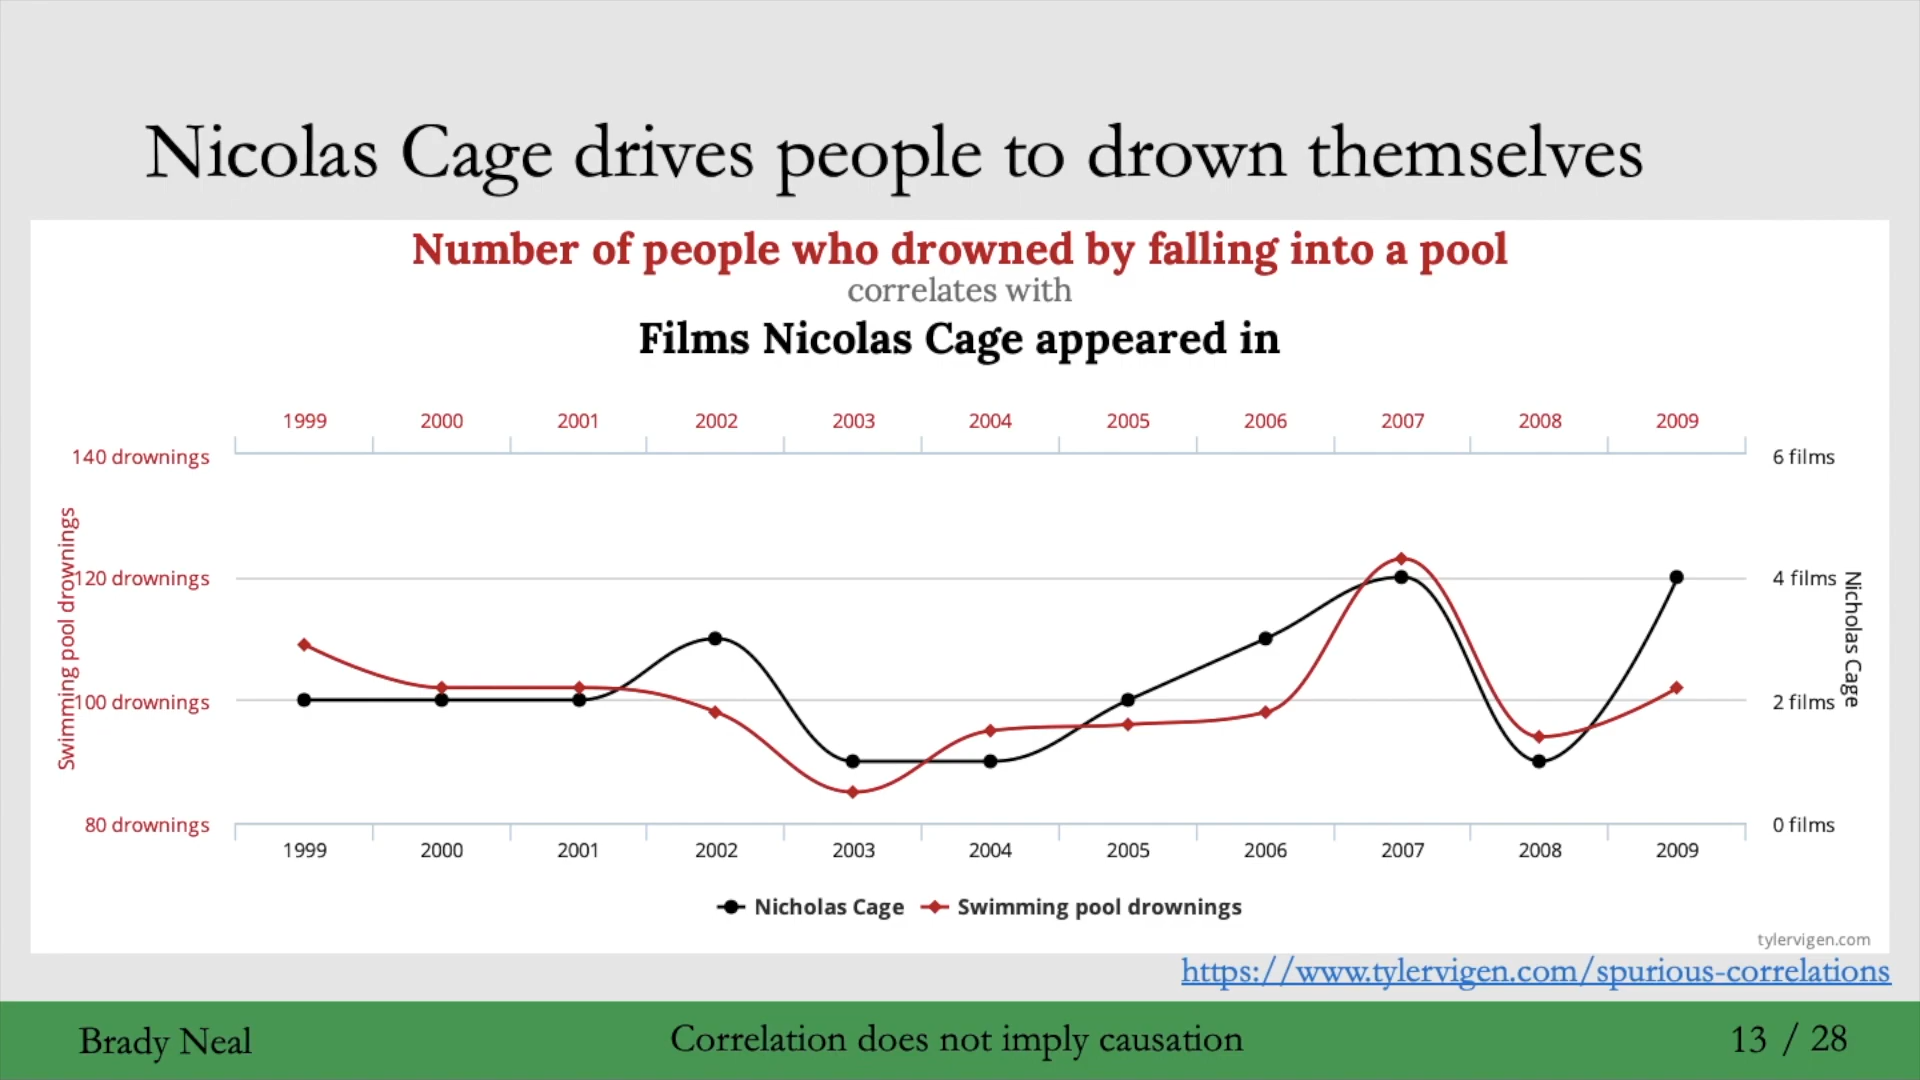 Nicolas Cage drives people to drown themselves
Number of people who drowned by falling into a pool
correlates with
Films Nicolas Cage appeared in
1999 2000 2001 2002 2003 2004 2005 2006 2007 2008 2009
140 drownings 6 films
120 drownings 4 films
100 drownings 2 films
80 drownings 0 films
Swimming pool drownings
Nicholas Cage
1999 2000 2001 2002 2003 2004 2005 2006 2007 2008 2009
Nicholas Cage Swimming pool drownings
tylervigen.com
https://www.tylervigen.com/spurious-correlations
Brady Neal Correlation does not imply causation 13 / 28